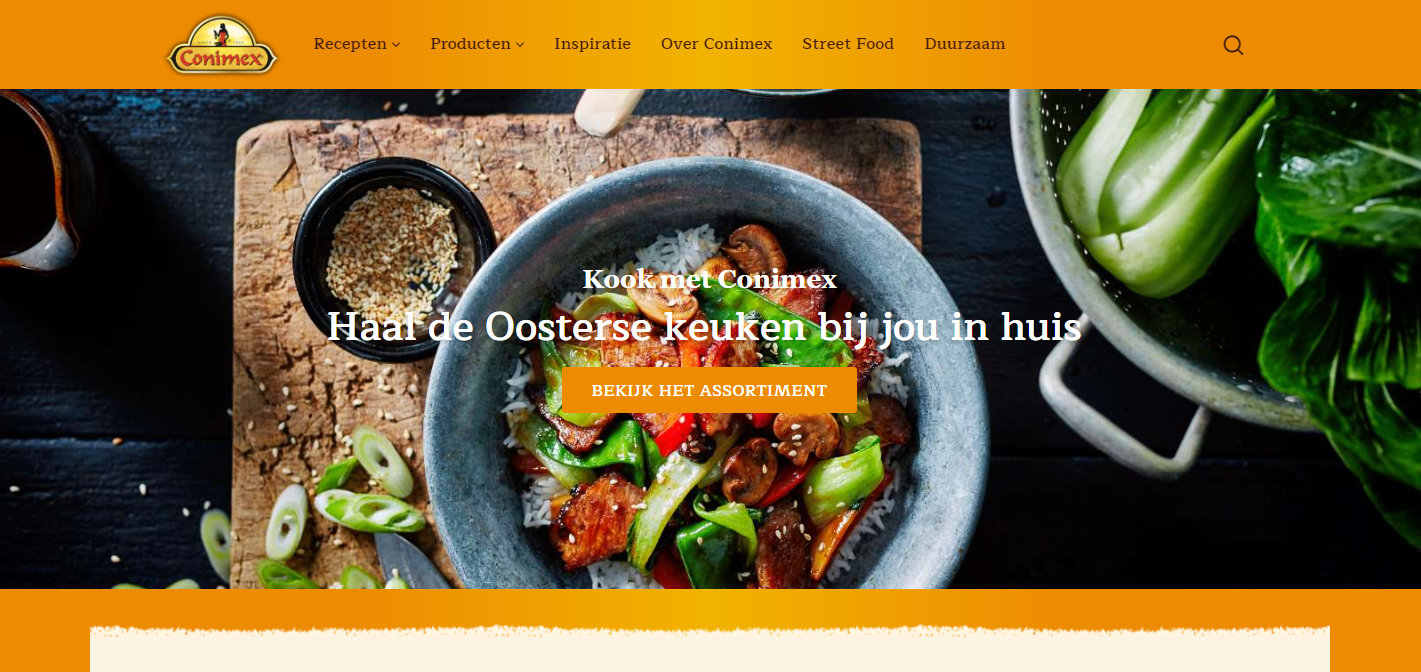 Conimex
Recepten
Producten
Inspiratie
Over Conimex
Street Food
Duurzaam
Kook met Conimex
Haal de Oosterse keuken bij jou in huis
BEKIJK HET ASSORTIMENT